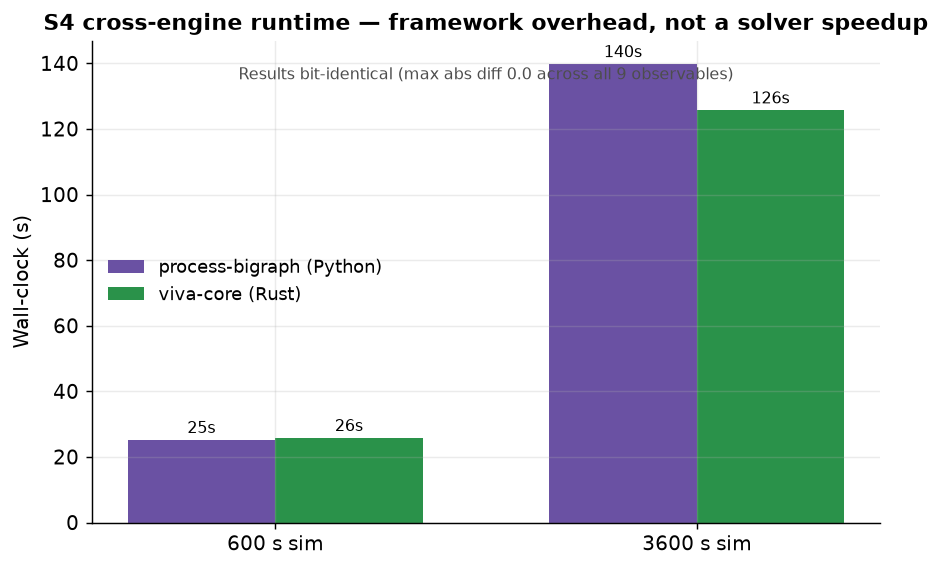 S4 cross-engine runtime — framework overhead, not a solver speedup
140s
Results bit-identical (max abs diff 0.0 across all 9 observables)
126s
25s
26s
process-bigraph (Python)
viva-core (Rust)
Wall-clock (s)
140
120
100
80
60
40
20
0
600 s sim
3600 s sim